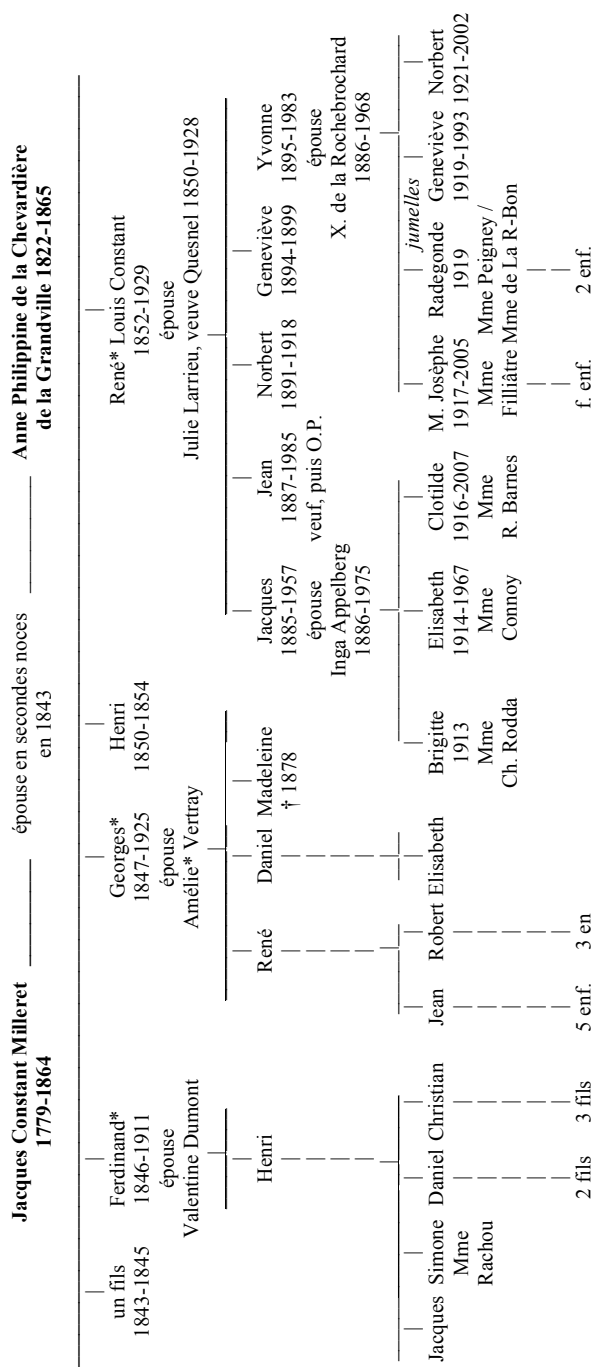 Jacques Constant Milleret
1779-1864
épouse en secondes noces
en 1843
Anne Philippine de la Chevardière
de la Grandville 1822-1865
un fils
1843-1845
Ferdinand*
1846-1911
épouse
Valentine Dumont
Georges*
1847-1925
épouse
Amélie* Vertray
Henri
1850-1854
René* Louis Constant
1852-1929
épouse
Julie Larrieu, veuve Quesnel 1850-1928
Henri
René
Daniel
Madeleine
† 1878
Jacques
1885-1957
épouse
Inga Appelberg
1886-1975
Jean
1887-1985
veuf, puis O.P.
Norbert
1891-1918
Geneviève
1894-1899
Yvonne
1895-1983
épouse
X. de la Rochebrochard
1886-1968
Jacques
Simone
Mme
Rachou
Daniel
Christian
Jean
Robert
Elisabeth
Brigitte
1913
Mme
Ch. Rodda
Elisabeth
1914-1967
Mme
Connoy
Clotilde
1916-2007
Mme
R. Barnes
M. Josèphe
1917-2005
Mme
Filliâtre
jumelles
Radegonde
1919
Mme Peigney /
Mme de La R-Bon
Geneviève
1919-1993
Norbert
1921-2002
2 fils
3 fils
5 enf.
3 en
f. enf.
2 enf.